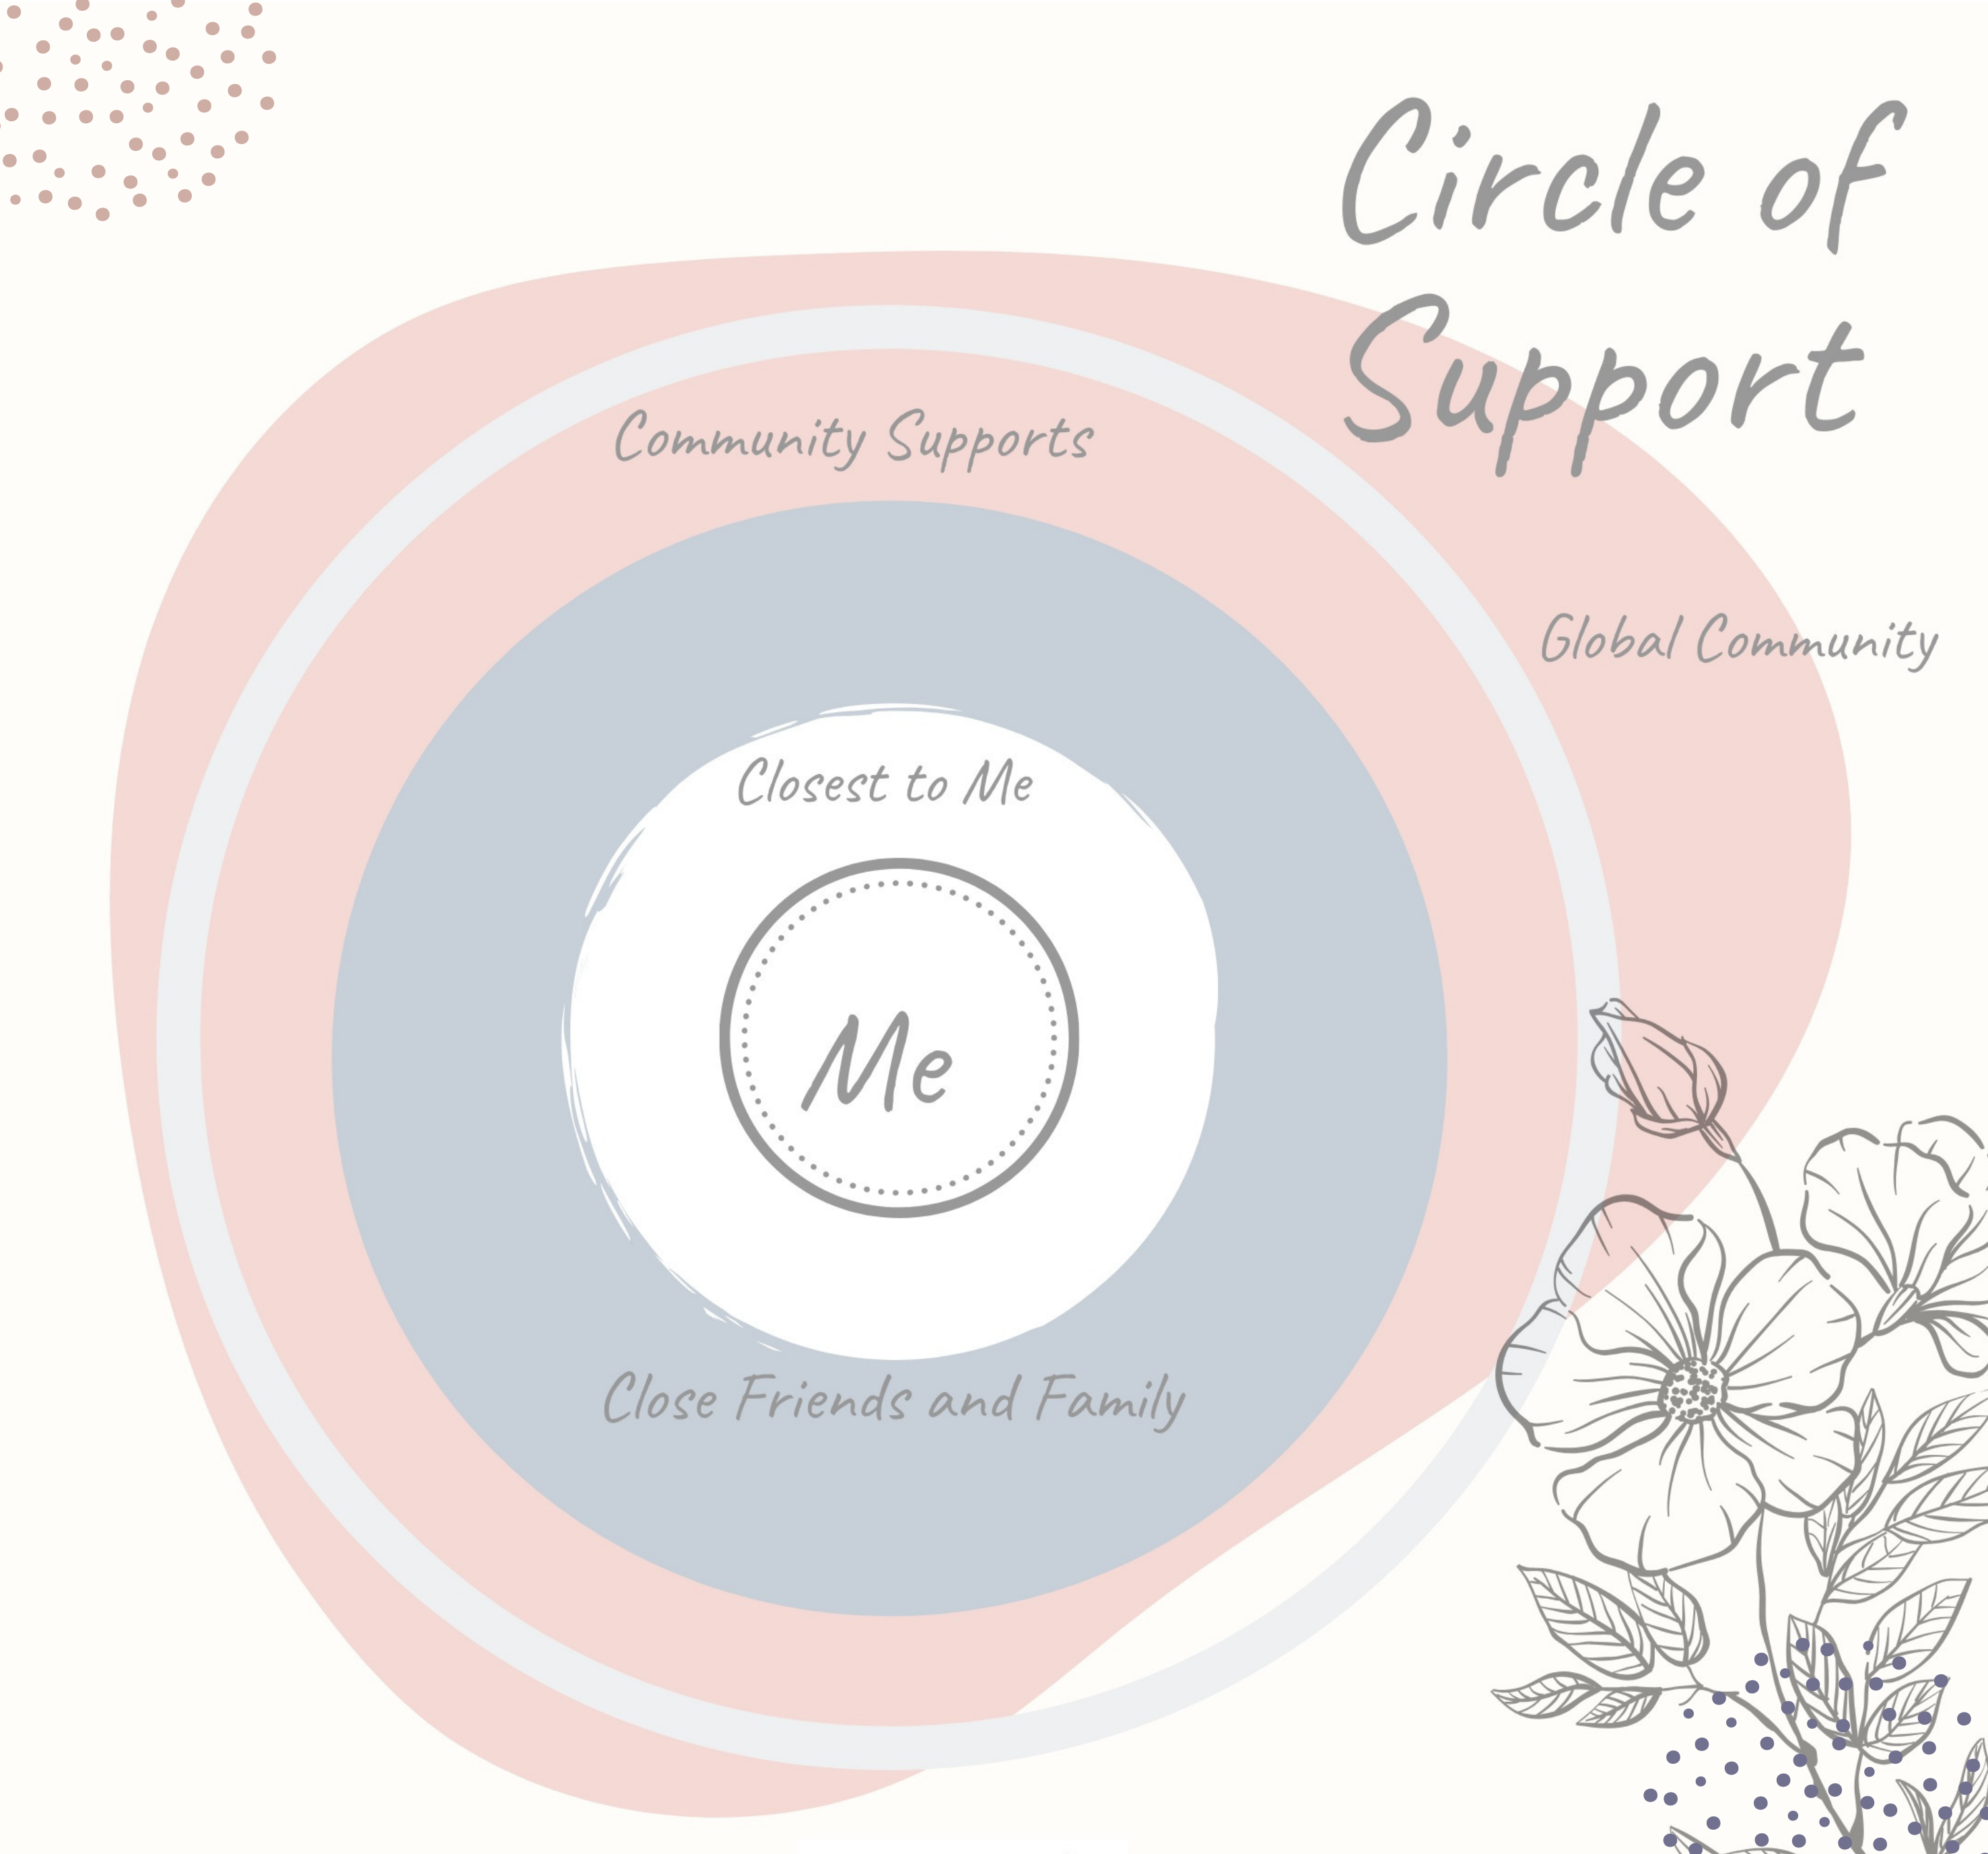 Circle of
Support
Community Supports
Global Community
Closest to Me
Me
Close Friends and Family